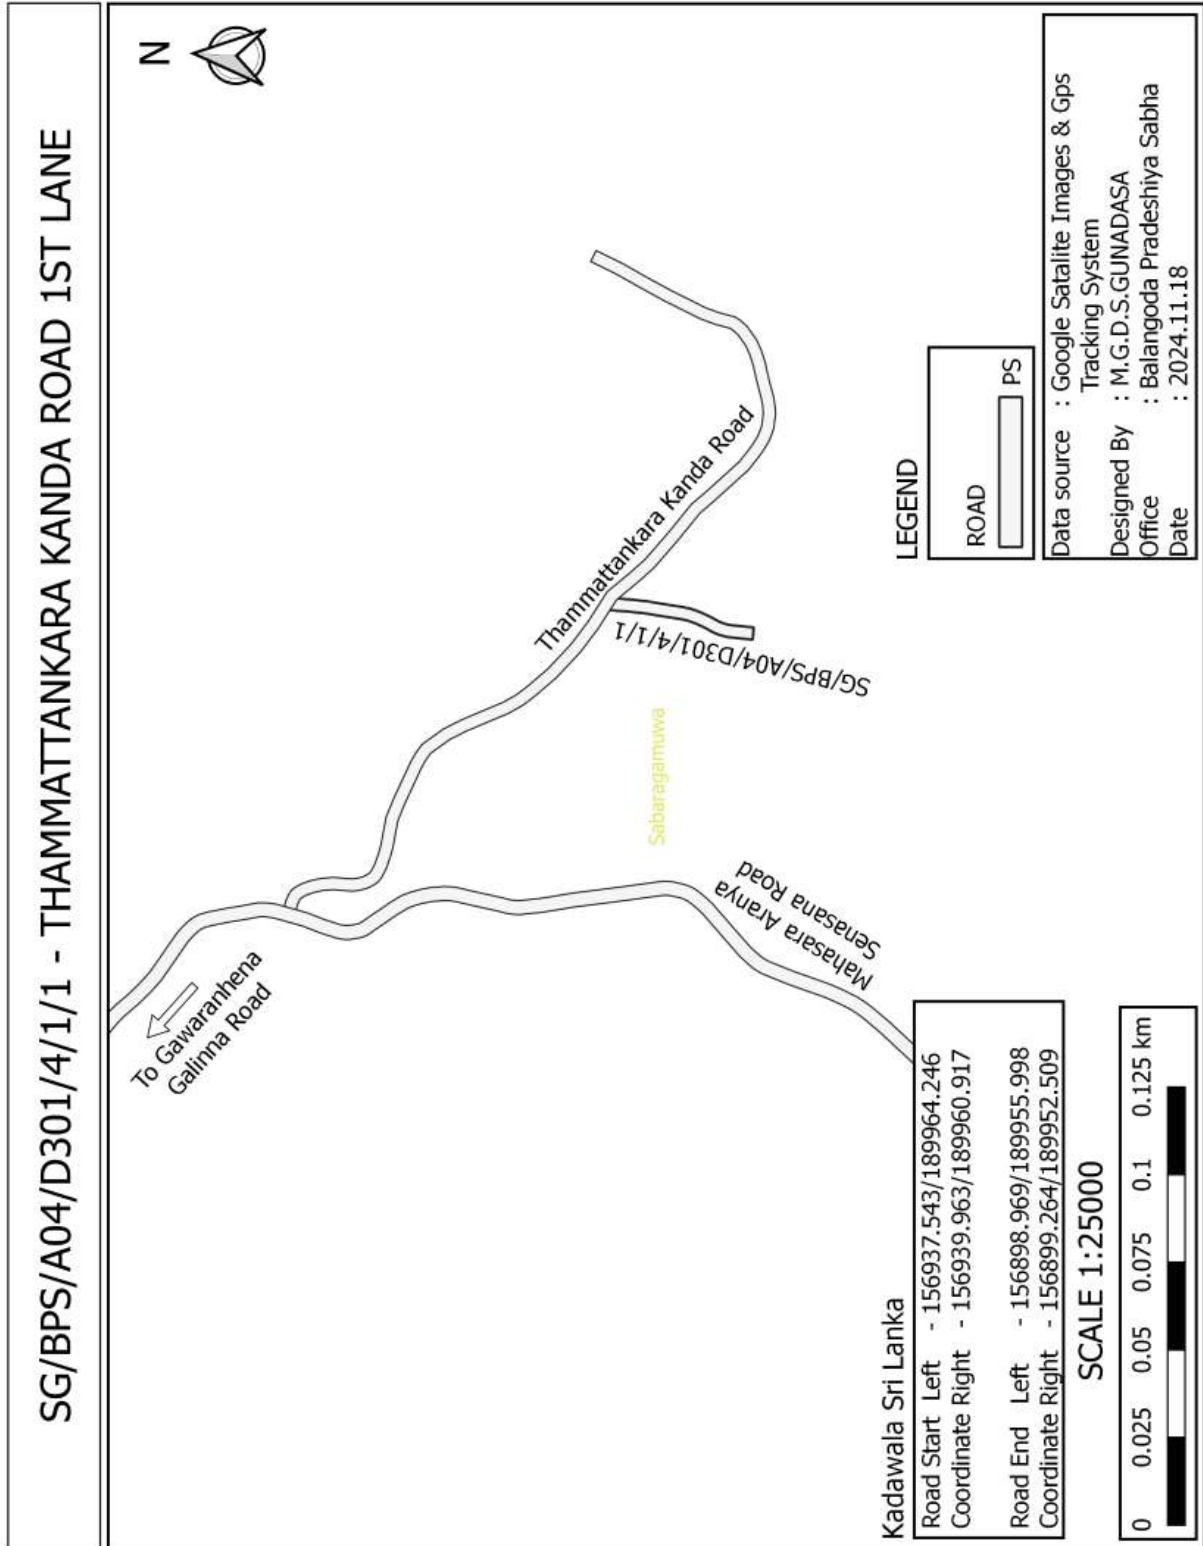 SG/BPS/A04/D301/4/1/1 - THAMMATTANKARA KANDA ROAD 1ST LANE
N
To Gawaranhena
Galinna Road
Thammattankara Kanda Road
SG/BPS/A04/D301/4/1/1
Sabaragamuwa
Mahasara Aranya
Senasana Road
Kadawala Sri Lanka
Road Start Left - 156937.543/189964.246
Coordinate Right - 156939.963/189960.917
Road End Left - 156898.969/189955.998
Coordinate Right - 156899.264/189952.509
SCALE 1:25000
0 0.025 0.05 0.075 0.1 0.125 km
LEGEND
ROAD
PS
Data source : Google Satalite Images & Gps
Tracking System
Designed By : M.G.D.S.GUNADASA
Office : Balangoda Pradeshiya Sabha
Date : 2024.11.18